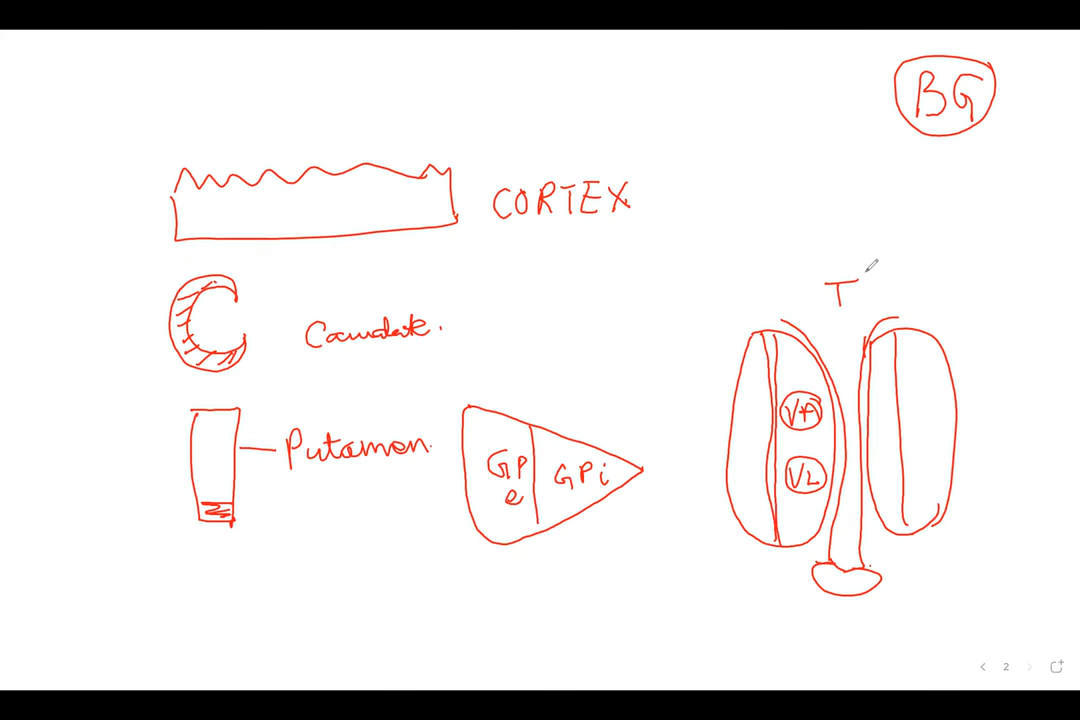 BG
CORTEX
Caudate.
Putamen.
GP
e
GPi
T
VA
VL
2